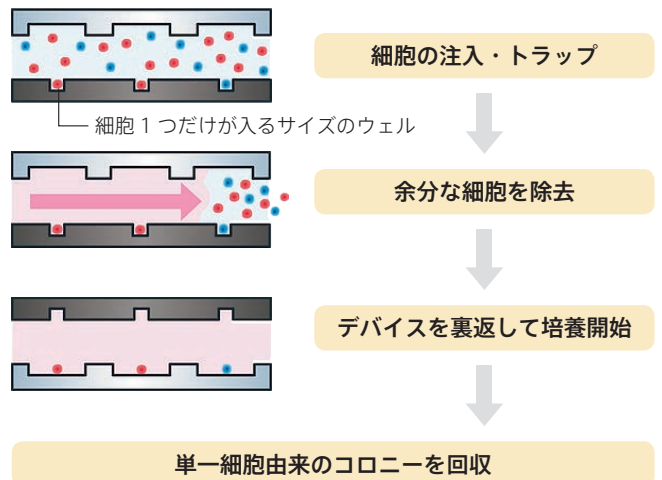 細胞の注入・トラップ
細胞 1 つだけが入るサイズのウェル
余分な細胞を除去
デバイスを裏返して培養開始
単一細胞由来のコロニーを回収